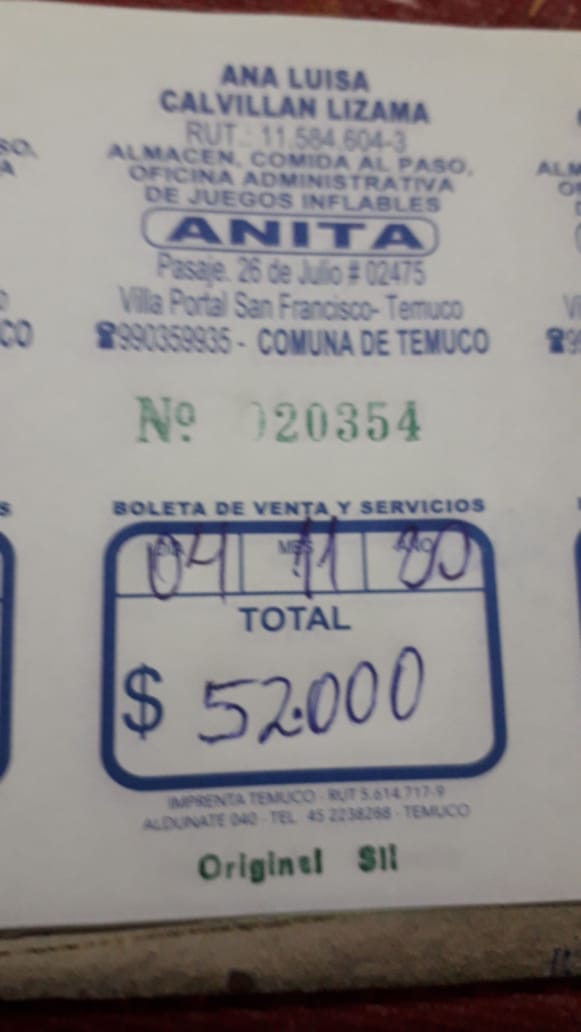 ANA LUISA
CALVILLAN LIZAMA
RUT.: 11.584.604-3
ALMACEN, COMIDA AL PASO,
OFICINA ADMINISTRATIVA
DE JUEGOS INFLABLES
ANITA
Pasaje. 26 de Julio # 02475
Villa Portal San Francisco- Temuco
☎990359935 - COMUNA DE TEMUCO
Nº 020354
BOLETA DE VENTA Y SERVICIOS
DIA MES AÑO
04 11 20
TOTAL
$ 52.000
IMPRENTA TEMUCO - RUT 5.614.717-9
ALDUNATE 040 - TEL. 45 2238268 - TEMUCO
Original SII